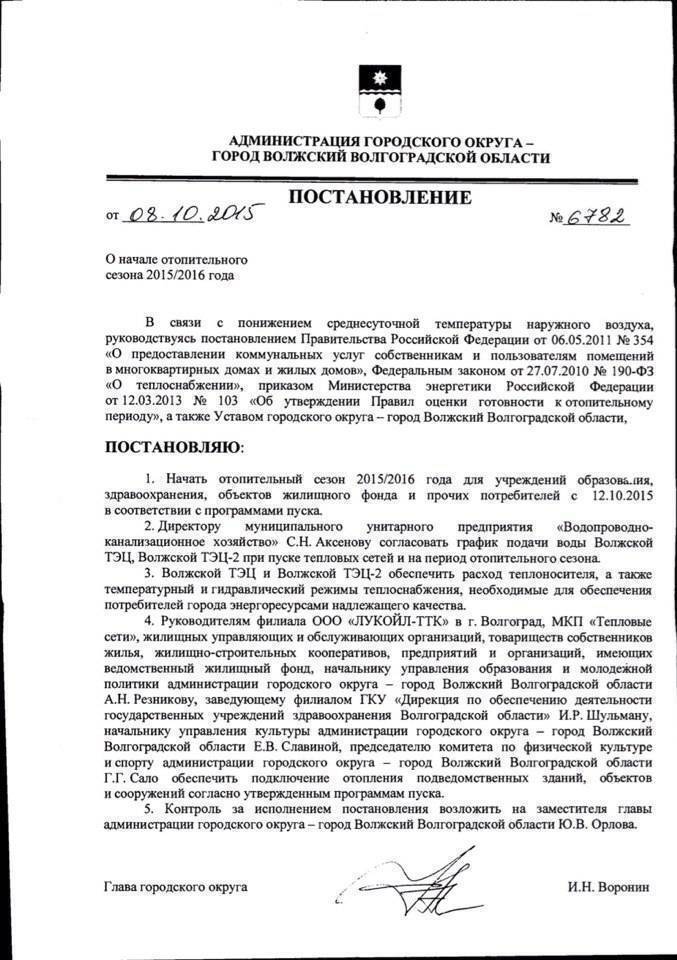 АДМИНИСТРАЦИЯ ГОРОДСКОГО ОКРУГА –
ГОРОД ВОЛЖСКИЙ ВОЛГОГРАДСКОЙ ОБЛАСТИ
ПОСТАНОВЛЕНИЕ
от 08.10.2015 № 6782
О начале отопительного
сезона 2015/2016 года
В связи с понижением среднесуточной температуры наружного воздуха,
руководствуясь постановлением Правительства Российской Федерации от 06.05.2011 № 354
«О предоставлении коммунальных услуг собственникам и пользователям помещений
в многоквартирных домах и жилых домов», Федеральным законом от 27.07.2010 № 190-ФЗ
«О теплоснабжении», приказом Министерства энергетики Российской Федерации
от 12.03.2013 № 103 «Об утверждении Правил оценки готовности к отопительному
периоду», а также Уставом городского округа – город Волжский Волгоградской области,
ПОСТАНОВЛЯЮ:
1. Начать отопительный сезон 2015/2016 года для учреждений образования,
здравоохранения, объектов жилищного фонда и прочих потребителей с 12.10.2015
в соответствии с программами пуска.
2. Директору муниципального унитарного предприятия «Водопроводно-
канализационное хозяйство» С.Н. Аксенову согласовать график подачи воды Волжской
ТЭЦ, Волжской ТЭЦ-2 при пуске тепловых сетей и на период отопительного сезона.
3. Волжской ТЭЦ и Волжской ТЭЦ-2 обеспечить расход теплоносителя, а также
температурный и гидравлический режимы теплоснабжения, необходимые для обеспечения
потребителей города энергоресурсами надлежащего качества.
4. Руководителям филиала ООО «ЛУКОЙЛ-ТТК» в г. Волгоград, МКП «Тепловые
сети», жилищных управляющих и обслуживающих организаций, товариществ собственников
жилья, жилищно-строительных кооперативов, предприятий и организаций, имеющих
ведомственный жилищный фонд, начальнику управления образования и молодежной
политики администрации городского округа – город Волжский Волгоградской области
А.Н. Резникову, заведующему филиалом ГКУ «Дирекция по обеспечению деятельности
государственных учреждений здравоохранения Волгоградской области» И.Р. Шульману,
начальнику управления культуры администрации городского округа – город Волжский
Волгоградской области Е.В. Славиной, председателю комитета по физической культуре
и спорту администрации городского округа – город Волжский Волгоградской области
Г.Г. Сало обеспечить подключение отопления подведомственных зданий, объектов
и сооружений согласно утвержденным программам пуска.
5. Контроль за исполнением постановления возложить на заместителя главы
администрации городского округа – город Волжский Волгоградской области Ю.В. Орлова.
Глава городского округа И.Н. Воронин